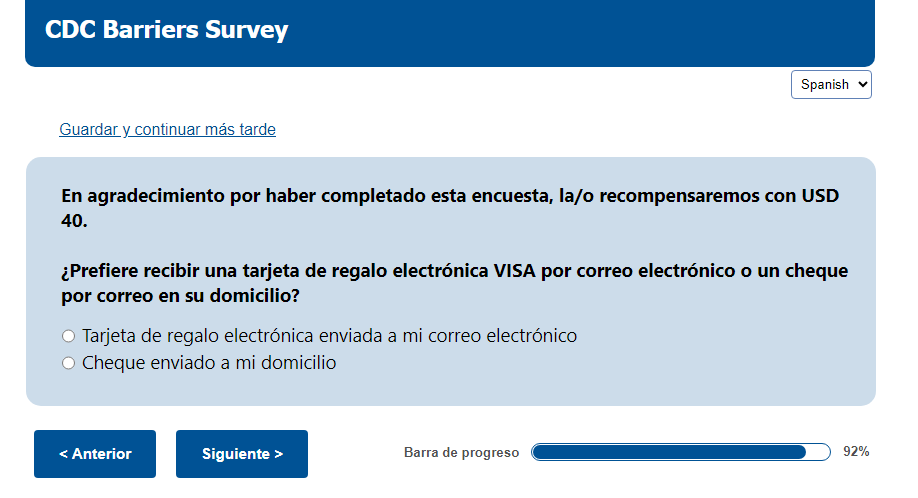 CDC Barriers Survey
Spanish
Guardar y continuar más tarde
En agradecimiento por haber completado esta encuesta, la/o recompensaremos con USD
40.
¿Prefiere recibir una tarjeta de regalo electrónica VISA por correo electrónico o un cheque
por correo en su domicilio?
Tarjeta de regalo electrónica enviada a mi correo electrónico
Cheque enviado a mi domicilio
< Anterior
Siguiente >
Barra de progreso
92%